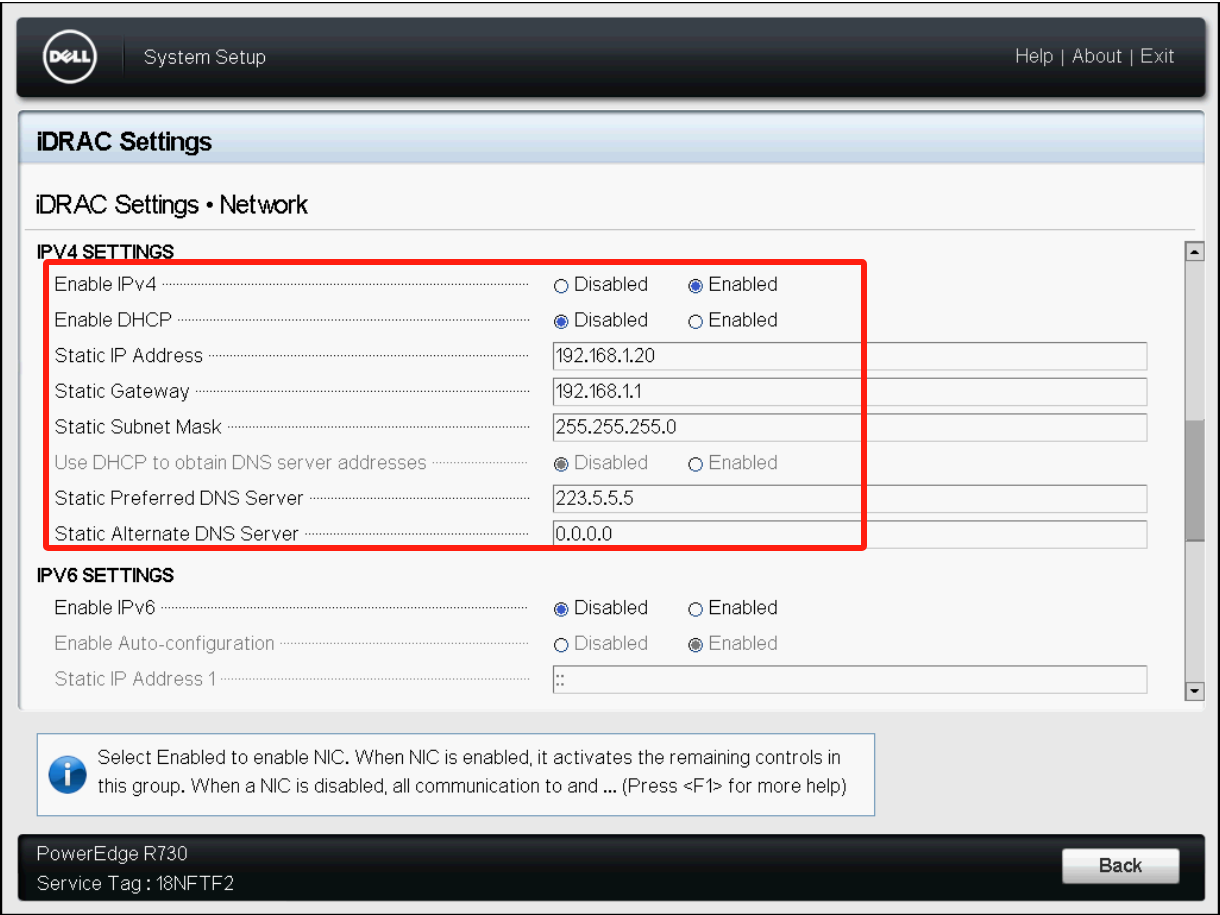 DELL
System Setup
Help | About | Exit
iDRAC Settings
iDRAC Settings • Network
IPV4 SETTINGS
Enable IPv4 Disabled Enabled
Enable DHCP Disabled Enabled
Static IP Address 192.168.1.20
Static Gateway 192.168.1.1
Static Subnet Mask 255.255.255.0
Use DHCP to obtain DNS server addresses Disabled Enabled
Static Preferred DNS Server 223.5.5.5
Static Alternate DNS Server 0.0.0.0
IPV6 SETTINGS
Enable IPv6 Disabled Enabled
Enable Auto-configuration Disabled Enabled
Static IP Address 1 ::
Select Enabled to enable NIC. When NIC is enabled, it activates the remaining controls in
this group. When a NIC is disabled, all communication to and ... (Press <F1> for more help)
PowerEdge R730
Service Tag : 18NFTF2
Back